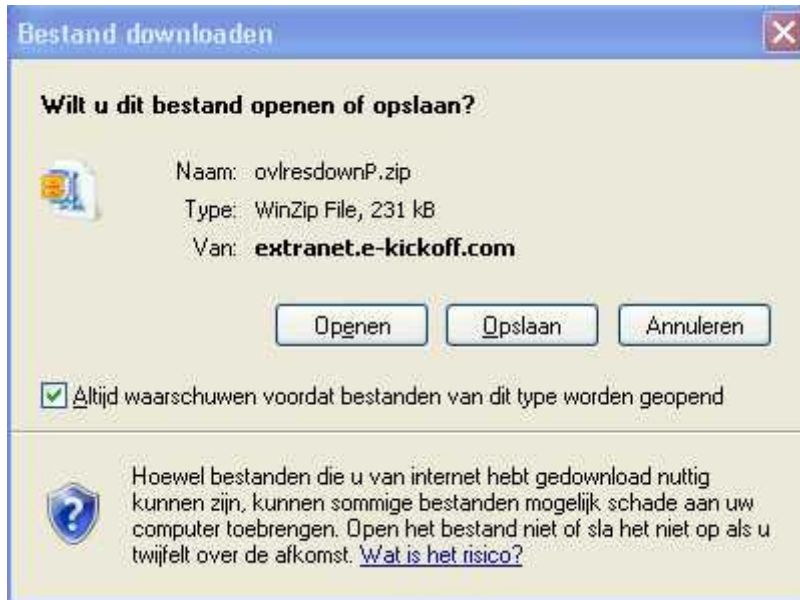 Bestand downloaden
Wilt u dit bestand openen of opslaan?
Naam: ovlresdownP.zip
Type: WinZip File, 231 kB
Van: extranet.e-kickoff.com
Openen Opslaan Annuleren
Altijd waarschuwen voordat bestanden van dit type worden geopend
Hoewel bestanden die u van internet hebt gedownload nuttig
kunnen zijn, kunnen sommige bestanden mogelijk schade aan uw
computer toebrengen. Open het bestand niet of sla het niet op als u
twijfelt over de afkomst. Wat is het risico?